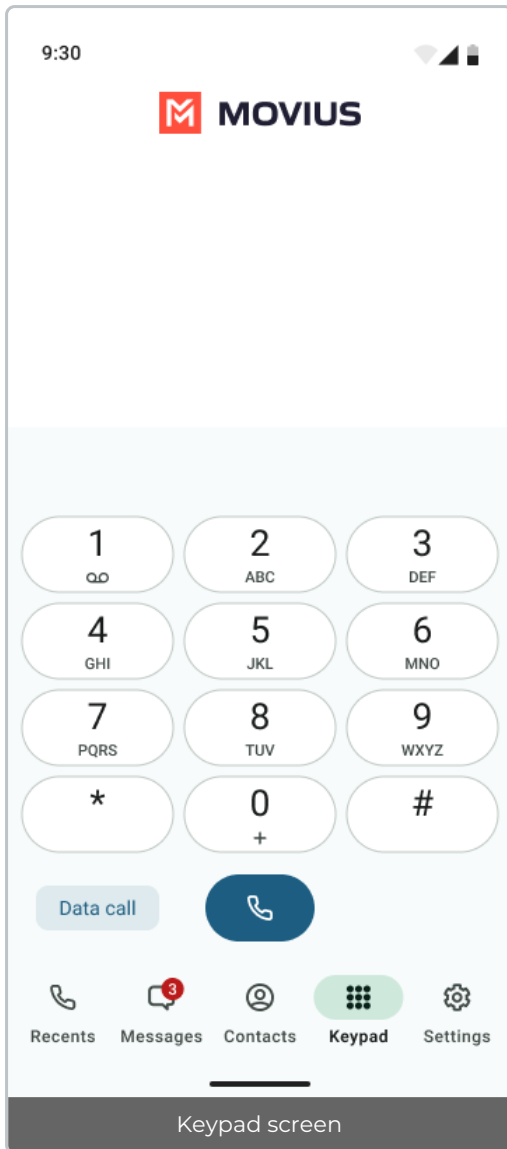 9:30
MOVIUS
1 2 3
ABC DEF
4 5 6
GHI JKL MNO
7 8 9
PQRS TUV WXYZ
* 0 #
+
Data call
3
Recents Messages Contacts Keypad Settings
Keypad screen